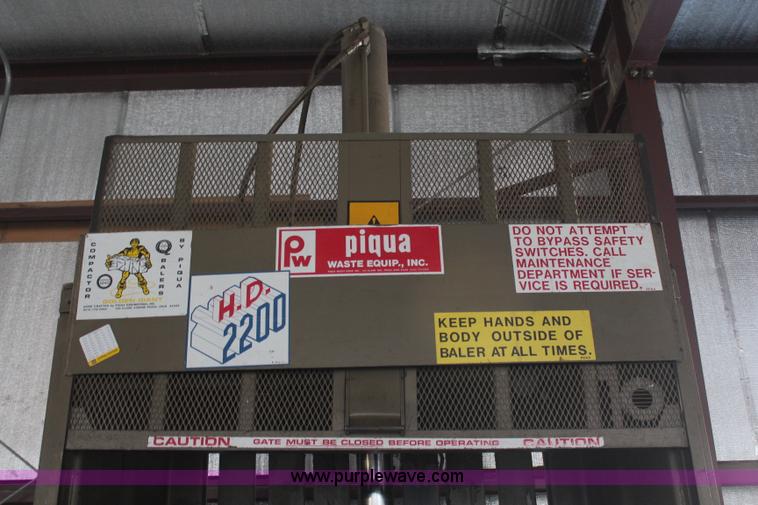 COMPACTOR
BALERS
BY PIQUA
GOLDEN GIANT
H.D.
2200
PW
piqua
WASTE EQUIP., INC.
DO NOT ATTEMPT
TO BYPASS SAFETY
SWITCHES. CALL
MAINTENANCE
DEPARTMENT IF SER-
VICE IS REQUIRED.
KEEP HANDS AND
BODY OUTSIDE OF
BALER AT ALL TIMES.
CAUTION GATE MUST BE CLOSED BEFORE OPERATING CAUTION
www.purplewave.com